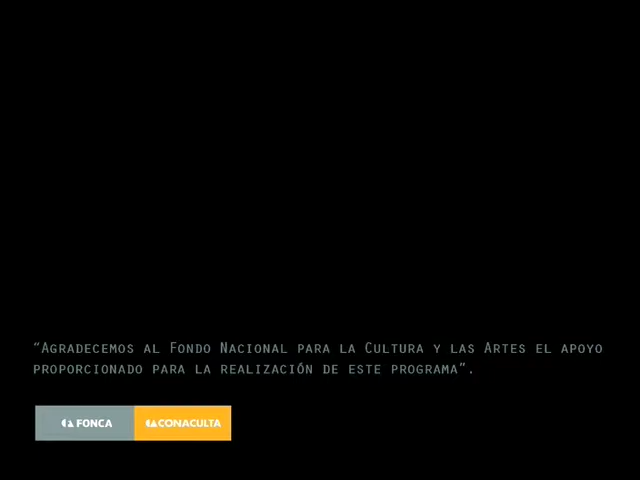 “Agradecemos al Fondo Nacional para la Cultura y las Artes el apoyo
proporcionado para la realización de este programa”.
FONCA CONACULTA